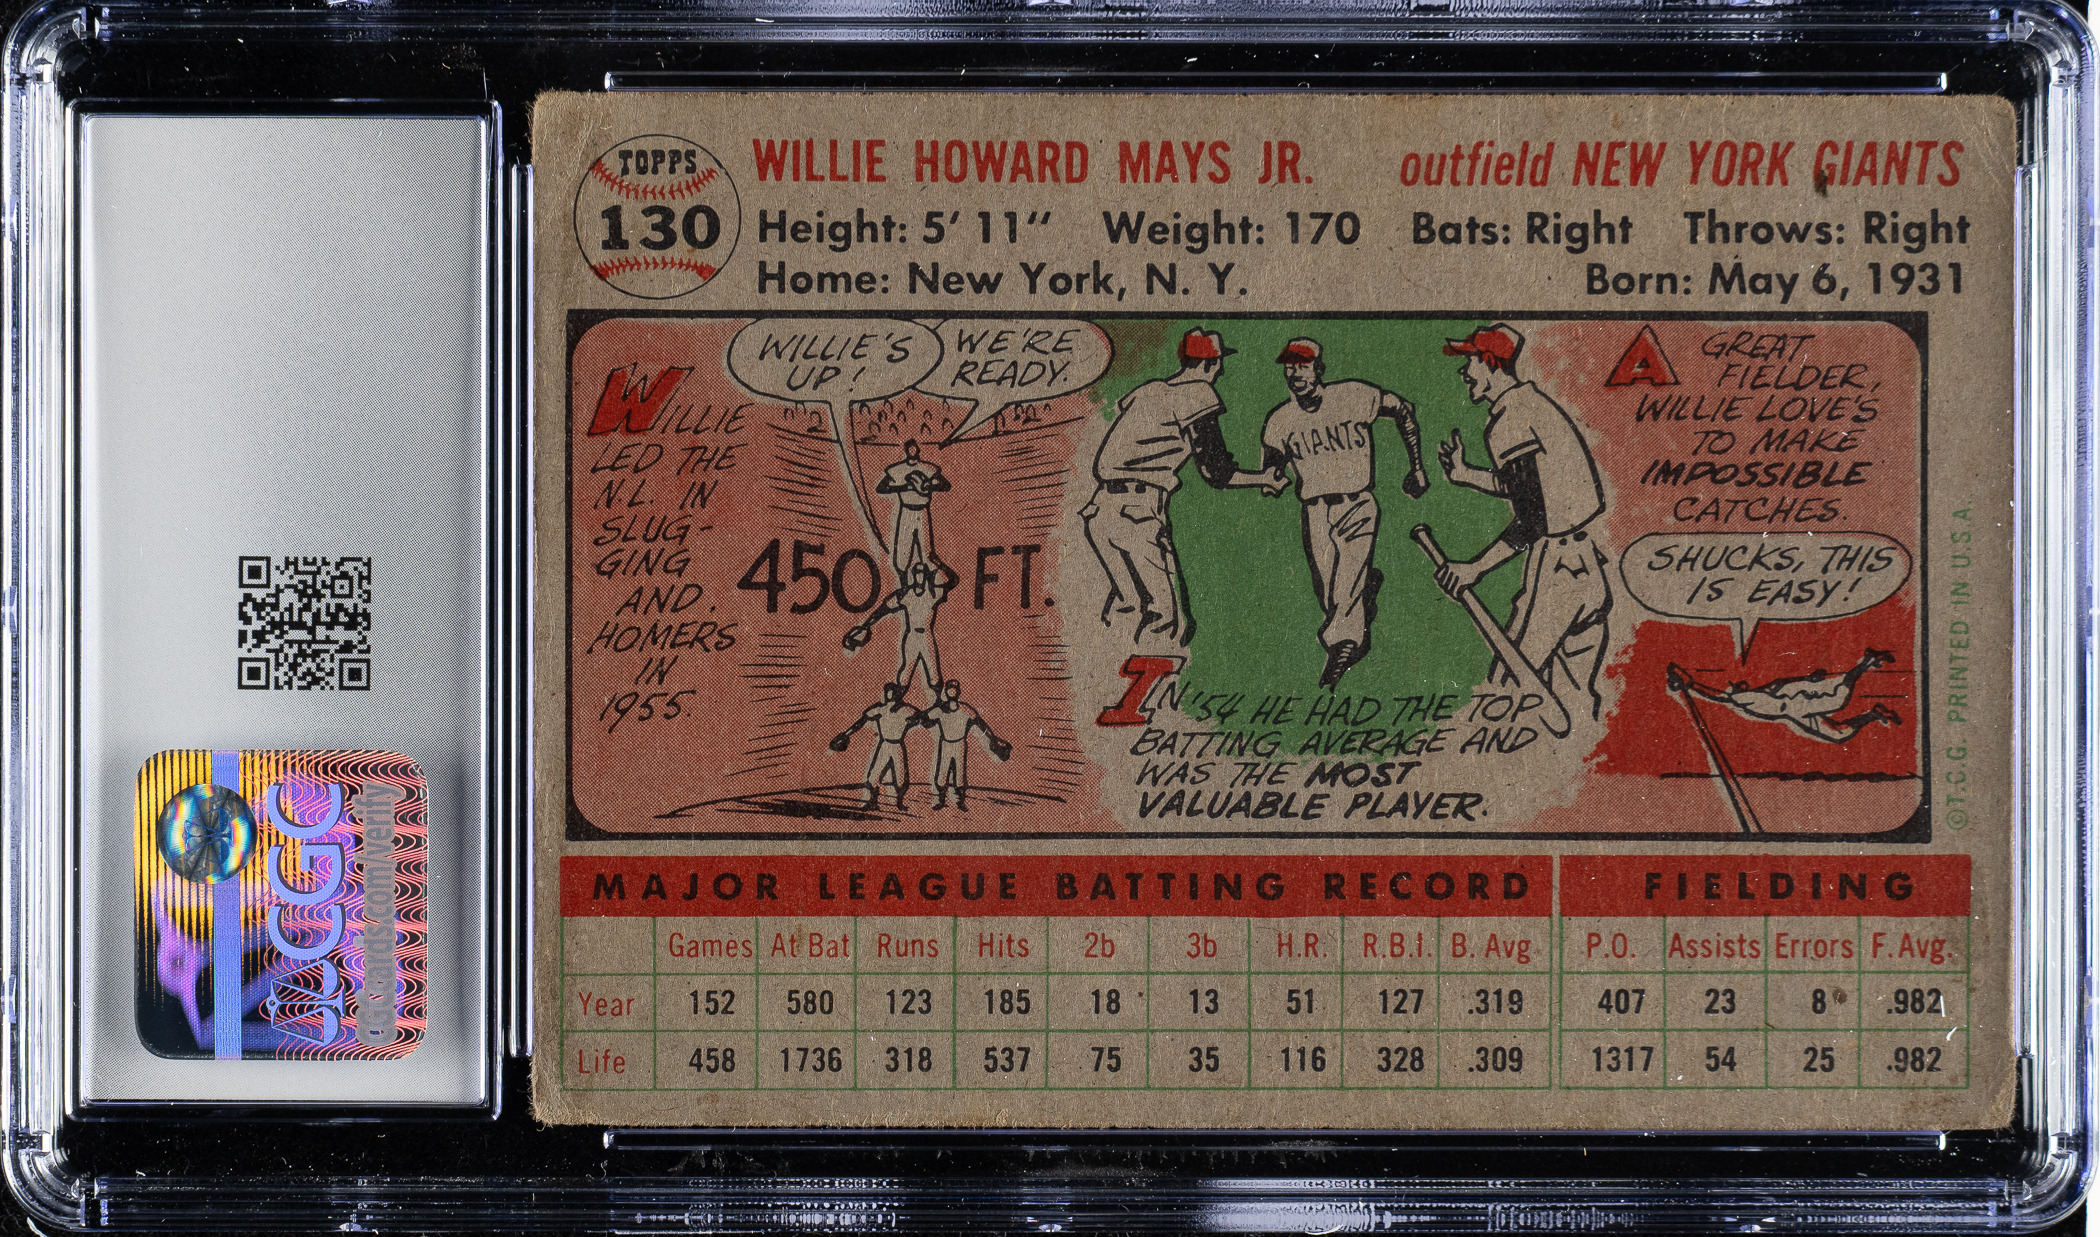 TOPPS
130
WILLIE HOWARD MAYS JR. outfield NEW YORK GIANTS
Height: 5' 11" Weight: 170 Bats: Right Throws: Right
Home: New York, N. Y. Born: May 6, 1931
WILLIE
LED THE
N.L. IN
SLUG-
GING
AND
HOMERS
IN
1955.
WILLIE'S
UP!
WE'RE
READY.
450 FT.
GIANTS
IN '54 HE HAD THE TOP
BATTING AVERAGE AND
WAS THE MOST
VALUABLE PLAYER.
A GREAT
FIELDER,
WILLIE LOVE'S
TO MAKE
IMPOSSIBLE
CATCHES.
SHUCKS, THIS
IS EASY!
©T.C.G. PRINTED IN U.S.A.
MAJOR LEAGUE BATTING RECORD FIELDING
Games At Bat Runs Hits 2b 3b H.R. R.B.I. B. Avg. P.O. Assists Errors F. Avg.
Year 152 580 123 185 18 13 51 127 .319 407 23 8 .982
Life 458 1736 318 537 75 35 116 328 .309 1317 54 25 .982
CGC
cgccards.com/verify